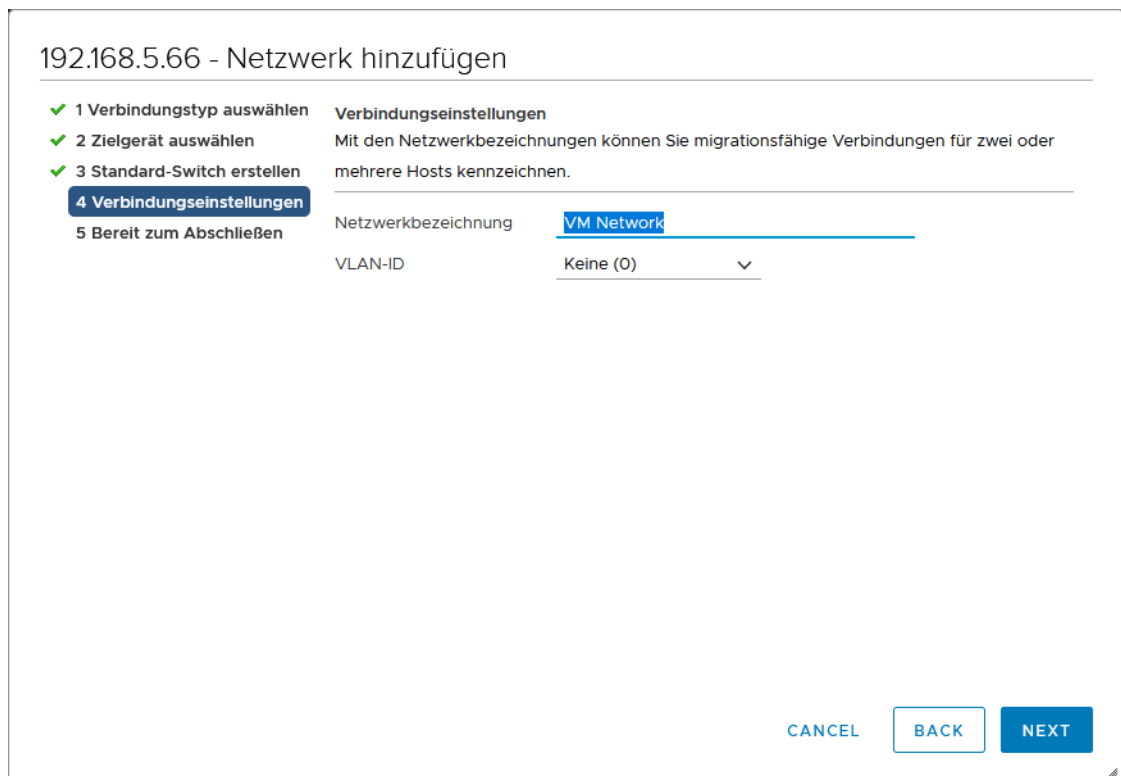 192.168.5.66 - Netzwerk hinzufügen
1 Verbindungstyp auswählen
2 Zielgerät auswählen
3 Standard-Switch erstellen
4 Verbindungseinstellungen
5 Bereit zum Abschließen
Verbindungseinstellungen
Mit den Netzwerkbezeichnungen können Sie migrationsfähige Verbindungen für zwei oder
mehrere Hosts kennzeichnen.
Netzwerkbezeichnung VM Network
VLAN-ID Keine (0)
CANCEL BACK NEXT